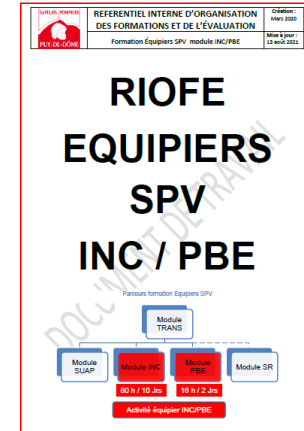 SAPEURS POMPIERS
PUY-DE-DÔME
REFERENTIEL INTERNE D'ORGANISATION
DES FORMATIONS ET DE L'ÉVALUATION
Formation Équipiers SPV module INC/PBE
Création :
Mars 2020
Mise à jour :
13 août 2021
RIOFE
EQUIPIERS
SPV
INC / PBE
DOCUMENT DE TRAVAIL
Parcours formation Equipiers SPV
Module
TRANS
Module
SUAP
Module INC
Module
PBE
Module SR
80 h / 10 Jrs
16 h / 2 Jrs
Activité équipier INC/PBE